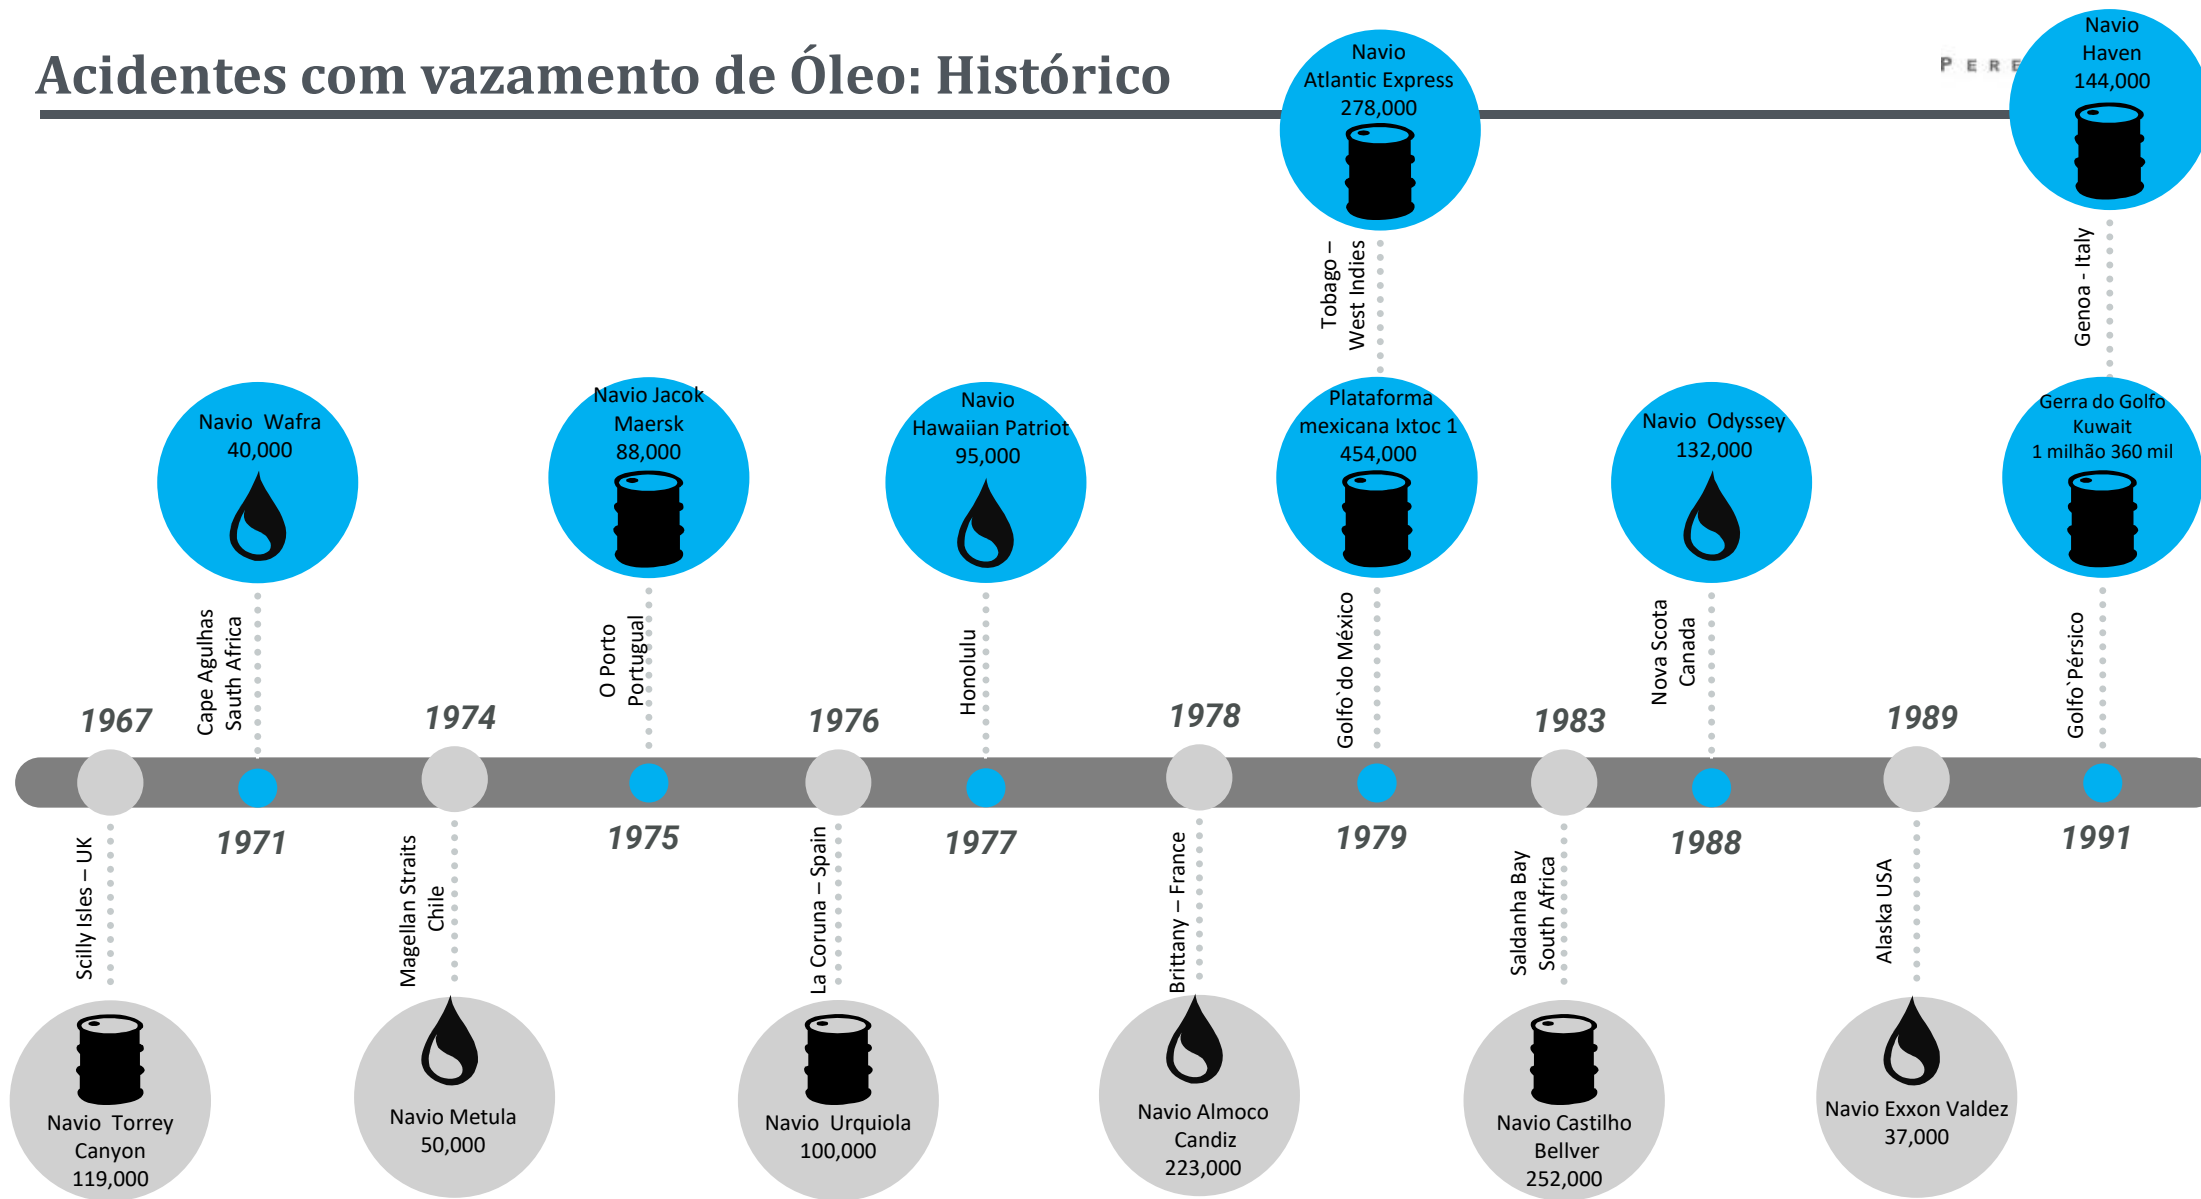 Acidentes com vazamento de Óleo: Histórico
P E R E
Navio
Atlantic Express
278,000
Navio
Haven
144,000
Tobago –
West Indies
Genoa - Italy
Navio Wafra
40,000
Navio Jacok
Maersk
88,000
Navio
Hawaiian Patriot
95,000
Plataforma
mexicana Ixtoc 1
454,000
Navio Odyssey
132,000
Gerra do Golfo
Kuwait
1 milhão 360 mil
Cape Agulhas
Sauth Africa
O Porto
Portugual
Honolulu
Golfo`do México
Nova Scota
Canada
Golfo`Pérsico
1967
1974
1976
1978
1983
1989
1971
1975
1977
1979
1988
1991
Scilly Isles – UK
Magellan Straits
Chile
La Coruna – Spain
Brittany – France
Saldanha Bay
South Africa
Alaska USA
Navio Torrey
Canyon
119,000
Navio Metula
50,000
Navio Urquiola
100,000
Navio Almoco
Candiz
223,000
Navio Castilho
Bellver
252,000
Navio Exxon Valdez
37,000